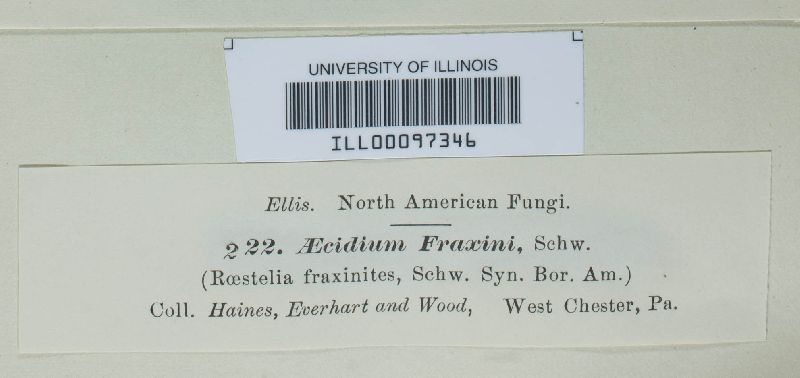 UNIVERSITY OF ILLINOIS
ILL00097346
Ellis. North American Fungi.
222. Æcidium Fraxini, Schw.
(Rœstelia fraxinites, Schw. Syn. Bor. Am.)
Coll. Haines, Everhart and Wood, West Chester, Pa.